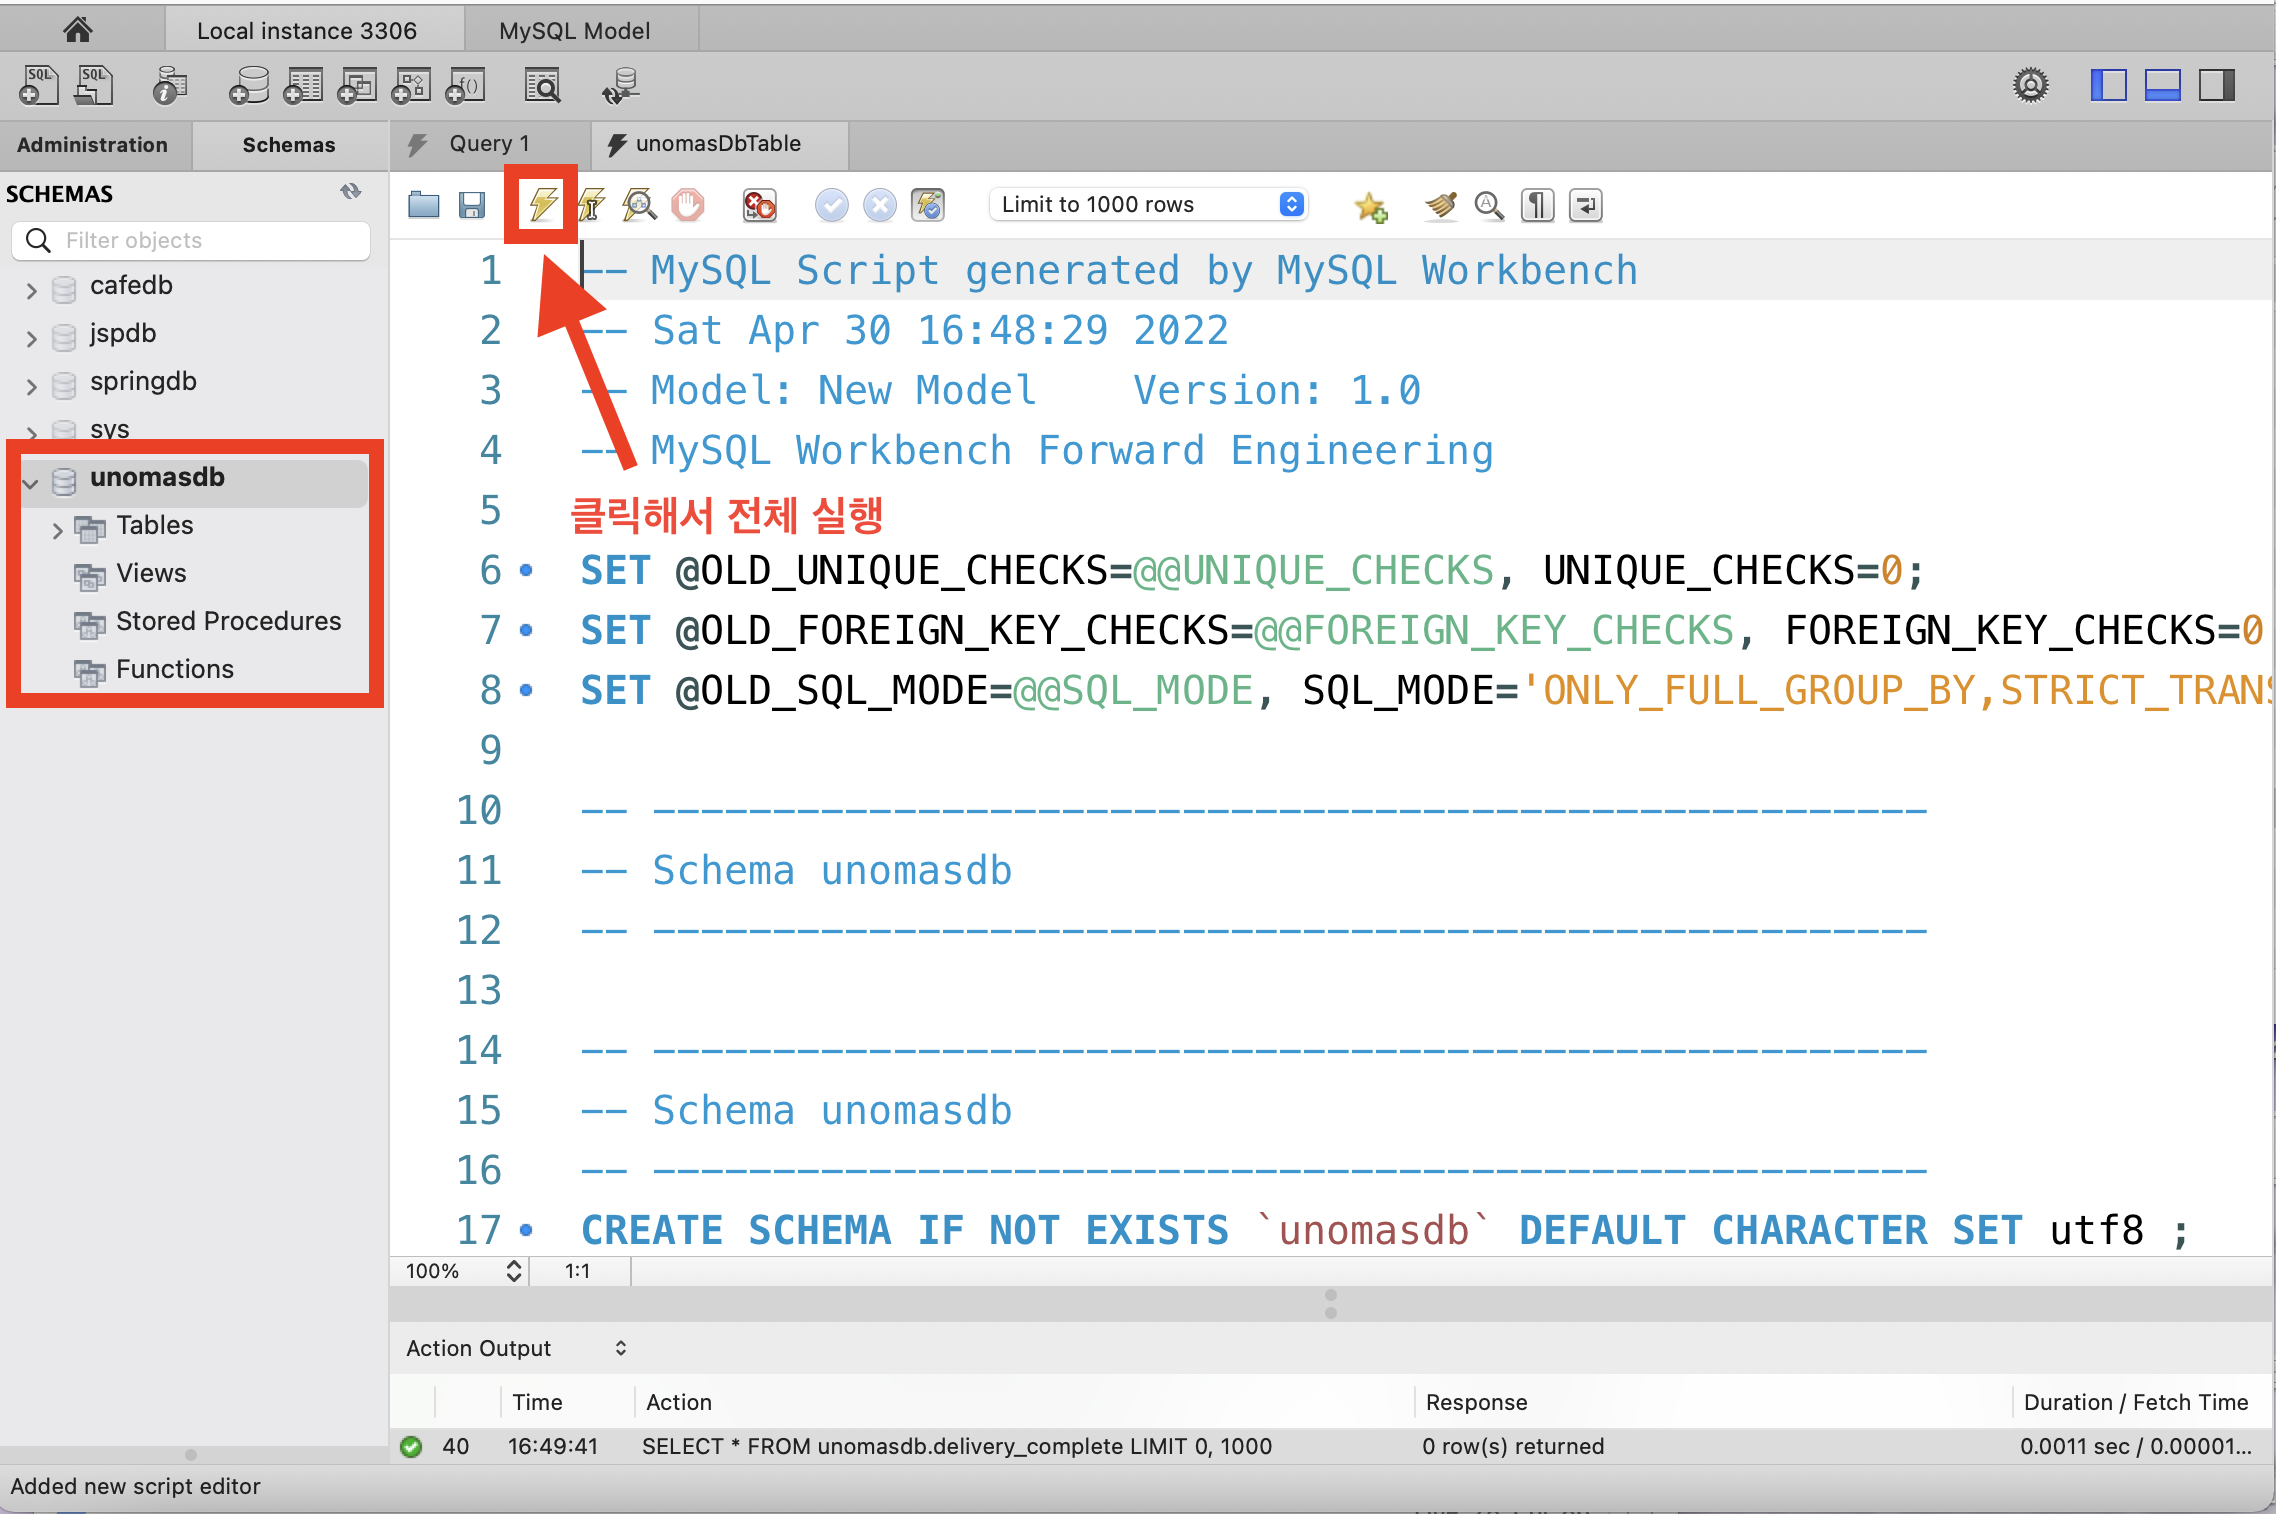 Local instance 3306
MySQL Model
SQL
SQL
Administration
Schemas
Query 1
unomasDbTable
SCHEMAS
Filter objects
Limit to 1000 rows
cafedb
jspdb
springdb
sys
unomasdb
Tables
Views
Stored Procedures
Functions
1 -- MySQL Script generated by MySQL Workbench
2 -- Sat Apr 30 16:48:29 2022
3 -- Model: New Model    Version: 1.0
4 -- MySQL Workbench Forward Engineering
5
클릭해서 전체 실행
6 SET @OLD_UNIQUE_CHECKS=@@UNIQUE_CHECKS, UNIQUE_CHECKS=0;
7 SET @OLD_FOREIGN_KEY_CHECKS=@@FOREIGN_KEY_CHECKS, FOREIGN_KEY_CHECKS=0
8 SET @OLD_SQL_MODE=@@SQL_MODE, SQL_MODE='ONLY_FULL_GROUP_BY,STRICT_TRANS
9
10 -- -----------------------------------------------------
11 -- Schema unomasdb
12 -- -----------------------------------------------------
13
14 -- -----------------------------------------------------
15 -- Schema unomasdb
16 -- -----------------------------------------------------
17 CREATE SCHEMA IF NOT EXISTS `unomasdb` DEFAULT CHARACTER SET utf8 ;
100%
1:1
Action Output
Time Action Response Duration / Fetch Time
40 16:49:41 SELECT * FROM unomasdb.delivery_complete LIMIT 0, 1000 0 row(s) returned 0.0011 sec / 0.00001...
Added new script editor